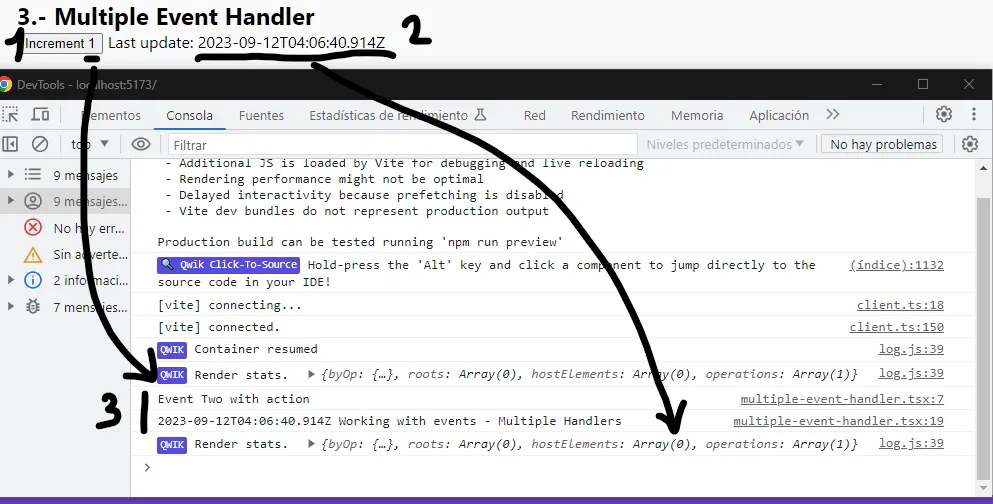 3.- Multiple Event Handler
1 Increment 1 Last update: 2023-09-12T04:06:40.914Z 2
DevTools - localhost:5173/
Elementos Consola Fuentes Estadísticas de rendimiento Red Rendimiento Memoria Aplicación
top Filtrar Niveles predeterminados No hay problemas
9 mensajes
9 mensajes...
No hay err...
Sin adverte...
2 informaci...
7 mensajes...
- Additional JS is loaded by Vite for debugging and live reloading
- Rendering performance might not be optimal
- Delayed interactivity because prefetching is disabled
- Vite dev bundles do not represent production output
Production build can be tested running 'npm run preview'
Qwik Click-To-Source Hold-press the 'Alt' key and click a component to jump directly to the (índice):1132
source code in your IDE!
[vite] connecting... client.ts:18
[vite] connected. client.ts:150
QWIK Container resumed log.js:39
QWIK Render stats. {byOp: {…}, roots: Array(0), hostElements: Array(0), operations: Array(1)} log.js:39
3
Event Two with action multiple-event-handler.tsx:7
2023-09-12T04:06:40.914Z Working with events - Multiple Handlers multiple-event-handler.tsx:19
QWIK Render stats. {byOp: {…}, roots: Array(0), hostElements: Array(0), operations: Array(1)} log.js:39